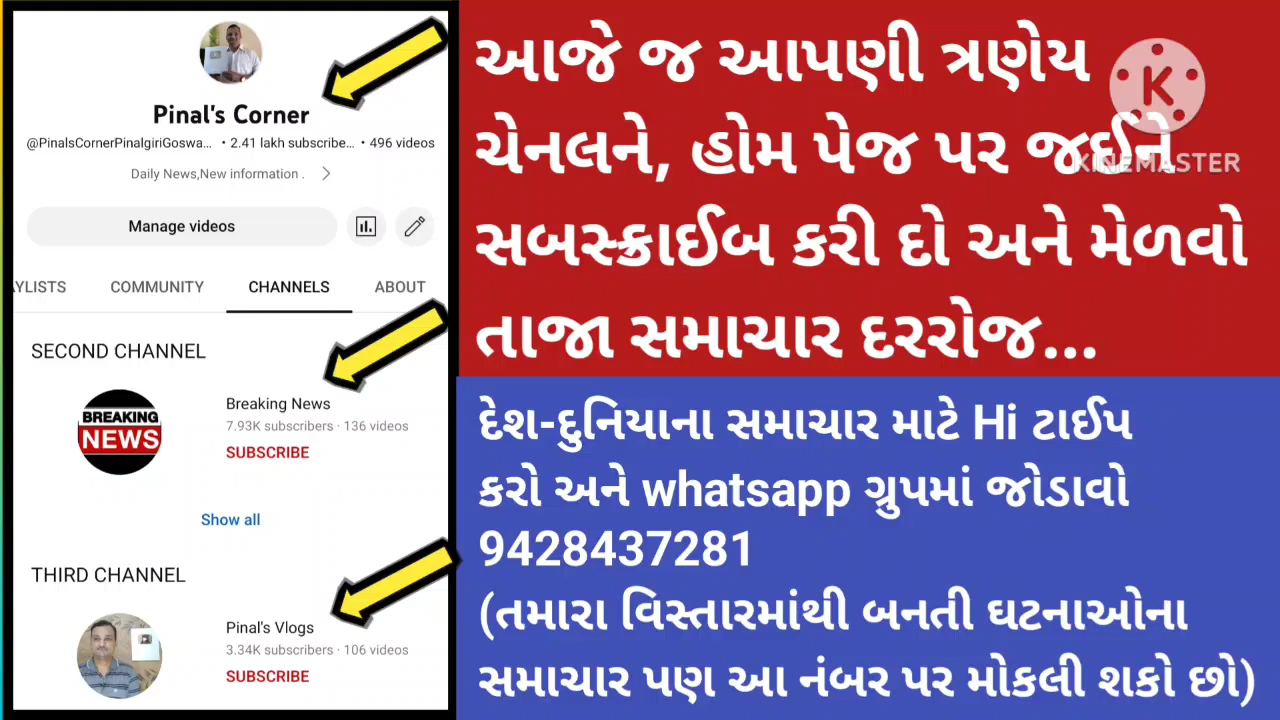 Pinal's Corner
@PinalsCornerPinalgiriGoswa... • 2.41 lakh subscribe... • 496 videos
Daily News,New information .
Manage videos
AYLISTS COMMUNITY CHANNELS ABOUT
SECOND CHANNEL
BREAKING
NEWS
Breaking News
7.93K subscribers · 136 videos
SUBSCRIBE
Show all
THIRD CHANNEL
Pinal's Vlogs
3.34K subscribers · 106 videos
SUBSCRIBE
આજે જ આપણી ત્રણેય
ચેનલને, હોમ પેજ પર જઈને
સબસ્ક્રાઈબ કરી દો અને મેળવો
તાજા સમાચાર દરરોજ...
K
KINEMASTER
દેશ-દુનિયાના સમાચાર માટે Hi ટાઈપ
કરો અને whatsapp ગ્રુપમાં જોડાવો
9428437281
(તમારા વિસ્તારમાંથી બનતી ઘટનાઓના
સમાચાર પણ આ નંબર પર મોકલી શકો છો)